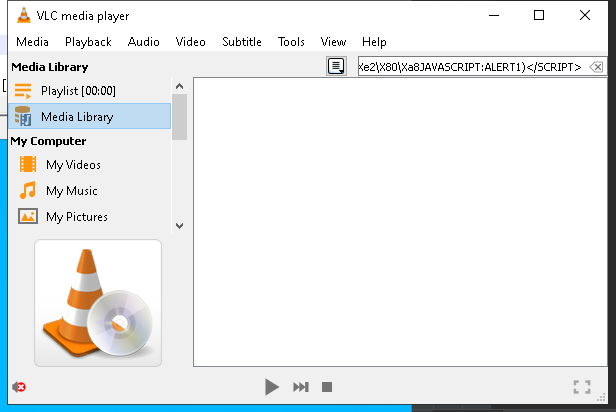 VLC media player
Media Playback Audio Video Subtitle Tools View Help
Media Library
Xe2\X80\Xa8JAVASCRIPT:ALERT1)</SCRIPT>
Playlist [00:00]
Media Library
My Computer
My Videos
My Music
My Pictures